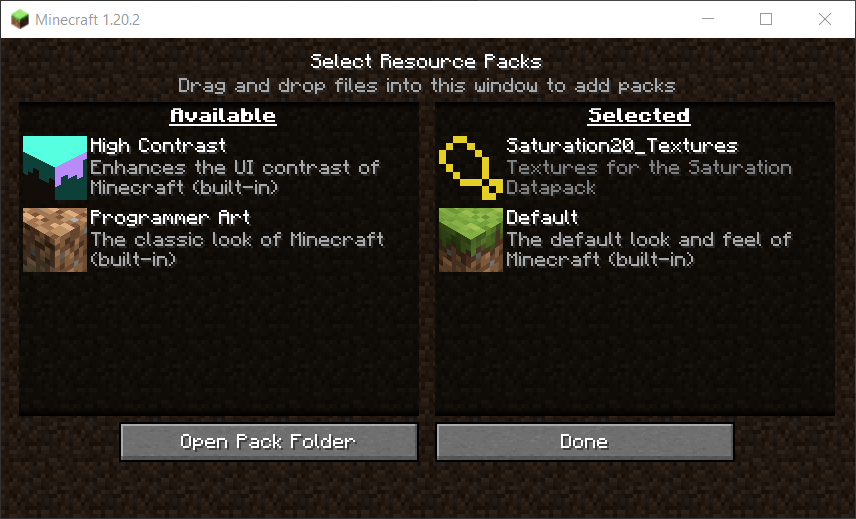 Minecraft 1.20.2
Select Resource Packs
Drag and drop files into this window to add packs
Available
High Contrast
Enhances the UI contrast of
Minecraft (built-in)
Programmer Art
The classic look of Minecraft
(built-in)
Selected
Saturation20_Textures
Textures for the Saturation
Datapack
Default
The default look and feel of
Minecraft (built-in)
Open Pack Folder
Done